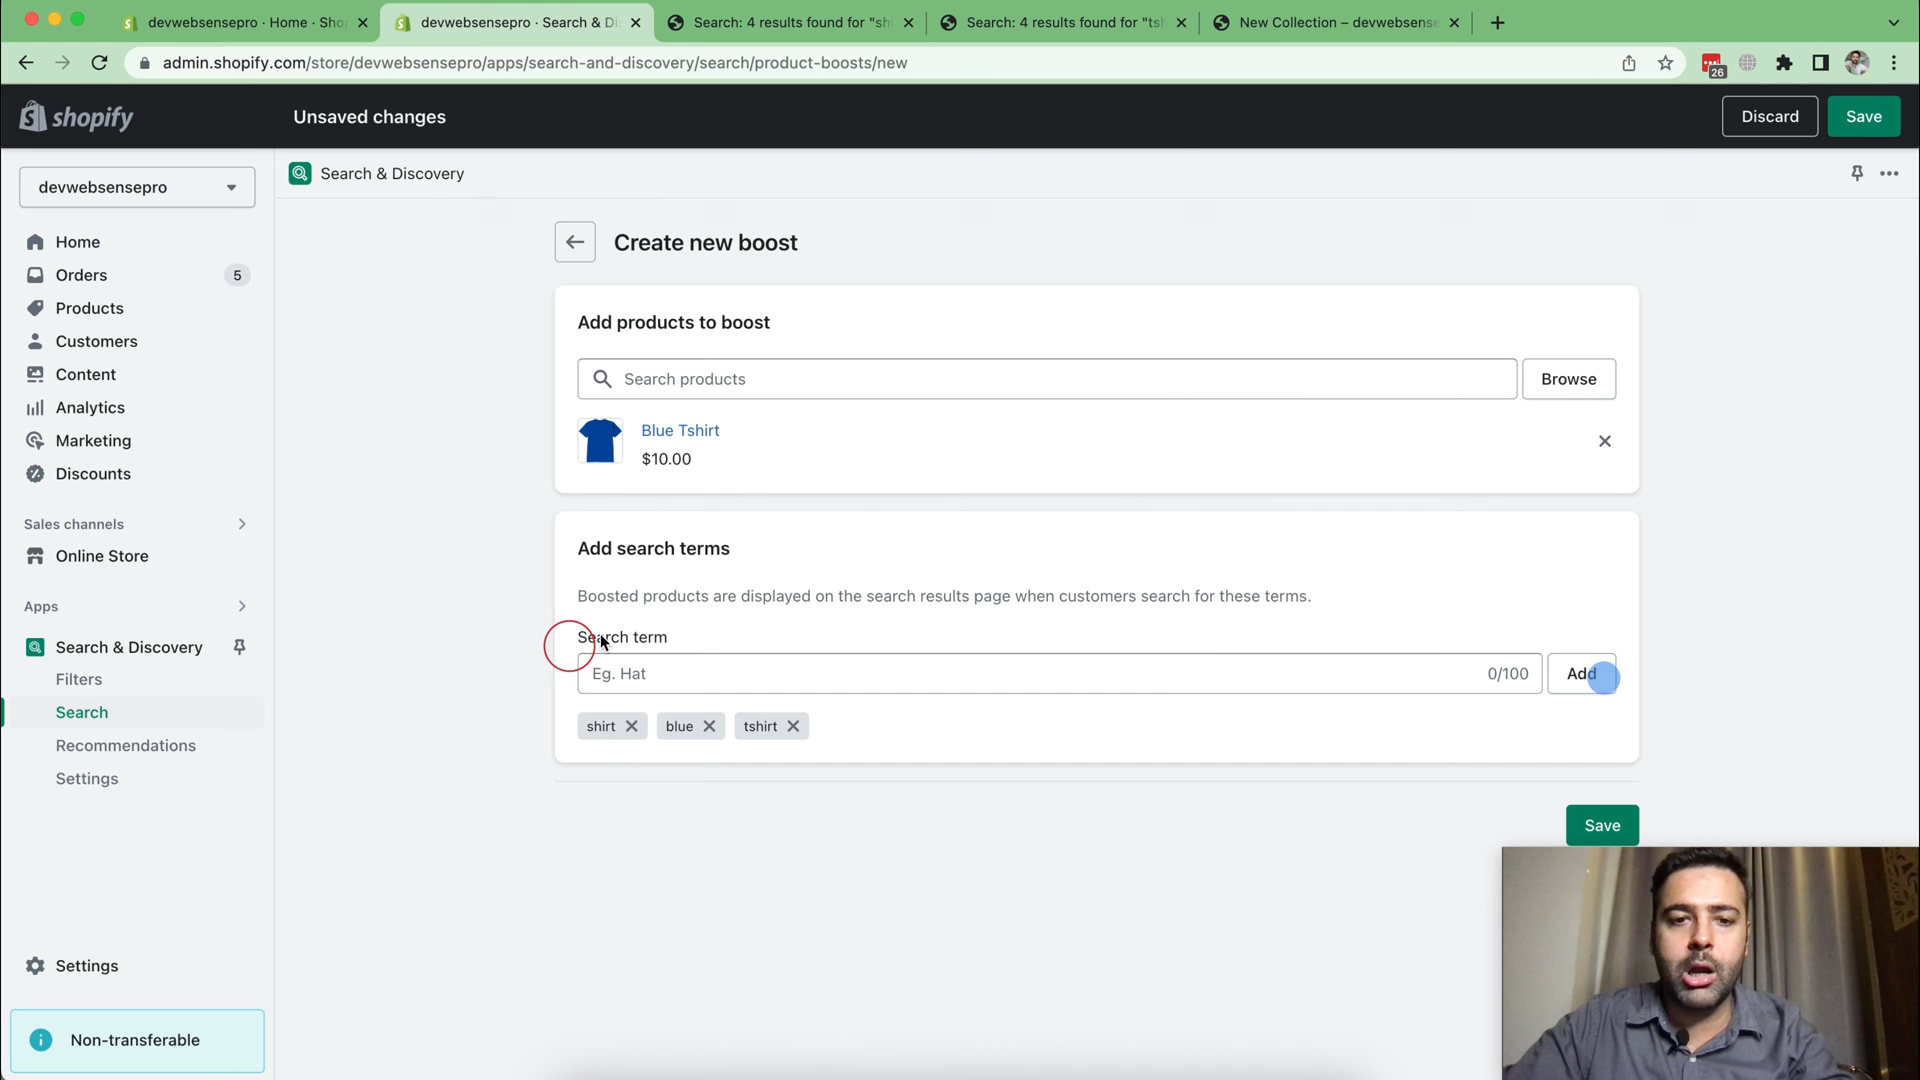 devwebsensepro · Home · Sho
devwebsensepro · Search & Di
Search: 4 results found for "sh
Search: 4 results found for "tsh
New Collection – devwebsense
admin.shopify.com/store/devwebsensepro/apps/search-and-discovery/search/product-boosts/new
26
shopify
Unsaved changes
Discard
Save
devwebsensepro
Search & Discovery
Home
Orders
5
Products
Customers
Content
Analytics
Marketing
Discounts
Sales channels
Online Store
Apps
Search & Discovery
Filters
Search
Recommendations
Settings
Settings
Non-transferable
Create new boost
Add products to boost
Search products
Browse
Blue Tshirt
$10.00
Add search terms
Boosted products are displayed on the search results page when customers search for these terms.
Search term
Eg. Hat
0/100
Add
shirt
blue
tshirt
Save